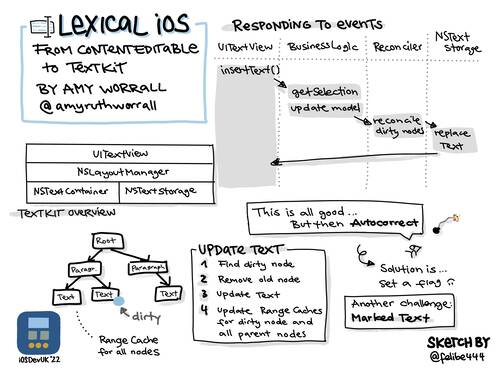 LEXICAL iOS
FROM CONTENTEDITABLE
to TEXTKIT
BY AMY WORRALL
@amyruthworrall
RESPONDING TO EVENTS
UITEXTVIEW
BUSINESSLOGIC
RECONCILER
NSText
STORAGE
insertText()
getSelection
update model
reconcile
dirty nodes
replace
Text
UITextView
NSLayoutManager
NSTextContainer
NSTextStorage
TEXTKIT OVERVIEW
This is all good...
But then Autocorrect
Solution is...
Set a flag
Another challenge:
Marked Text
Root
Paragr.
Paragraph
Text
Text
Text
dirty
Range Cache
for all nodes
UPDATE TEXT
1 Find dirty node
2 Remove old node
3 Update Text
4 Update Range Caches
for dirty node and
all parent nodes
iOSDevUK '22
SKETCH BY
@falibe444